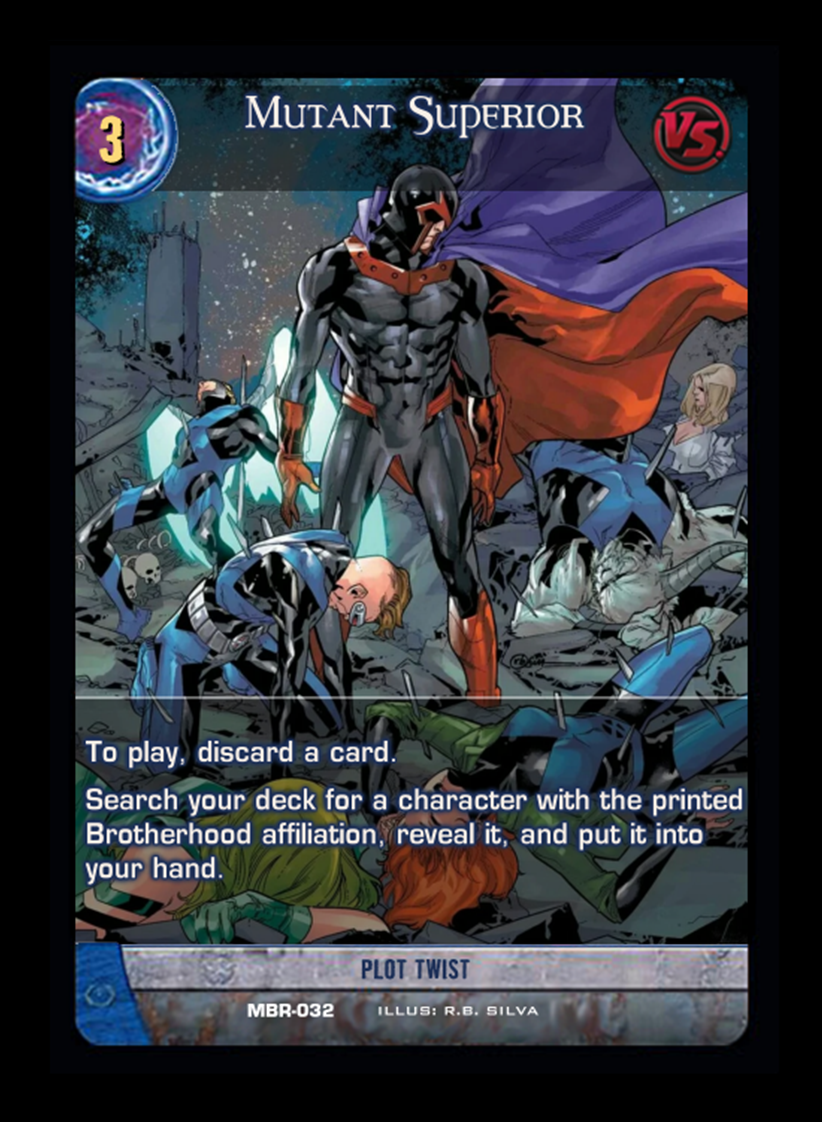 3
Mutant Superior
VS.
To play, discard a card.
Search your deck for a character with the printed
Brotherhood affiliation, reveal it, and put it into
your hand.
PLOT TWIST
MBR-032 ILLUS: R.B. SILVA